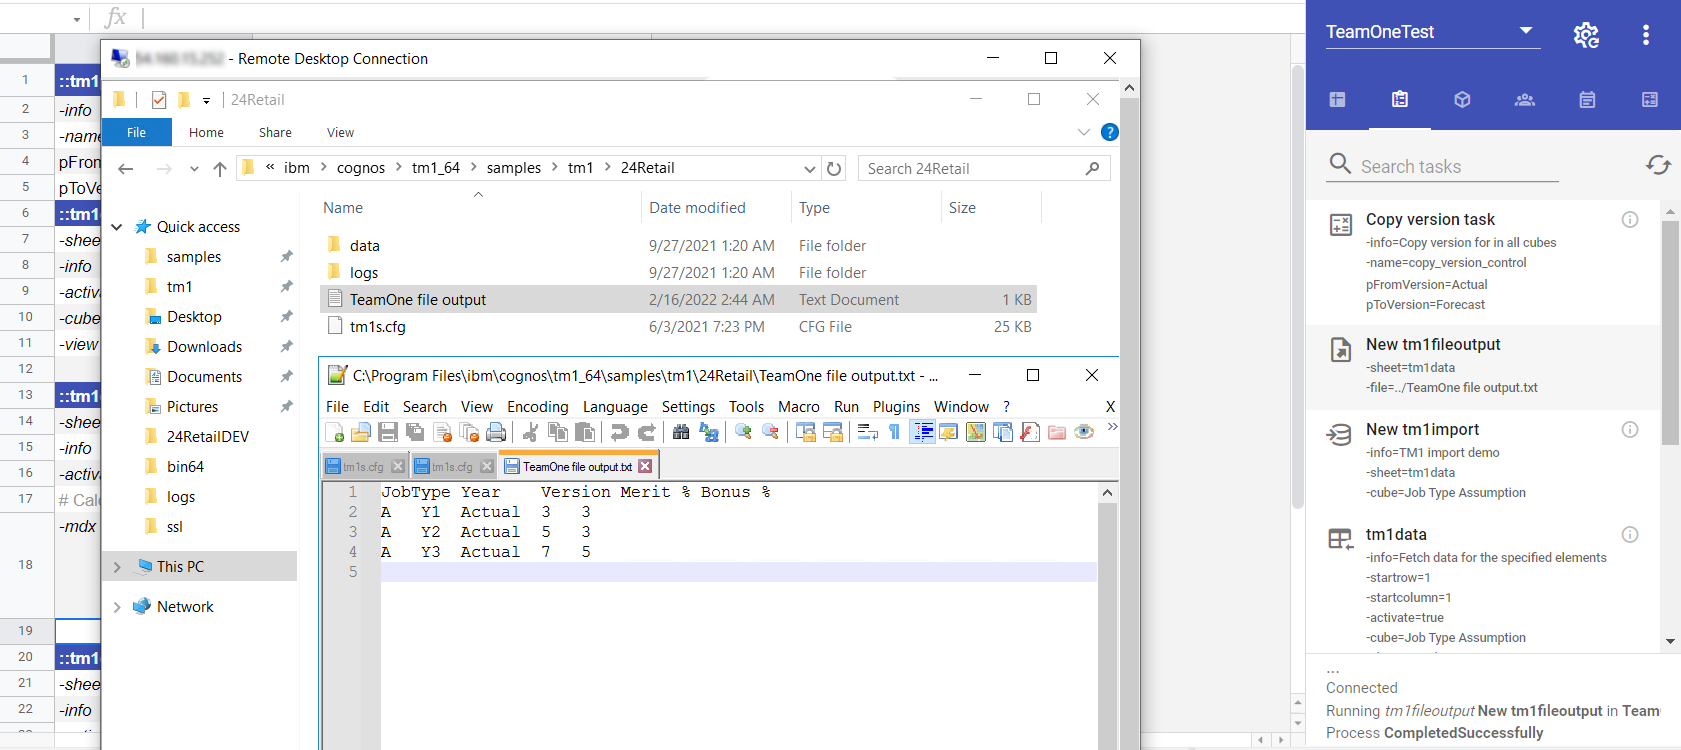 fx
1 ::tm1
2 -info
3 -name
4 pFrom
5 pToVe
6 ::tm1
7 -shee
8 -info
9 -activa
10 -cube
11 -view
12
13 ::tm1
14 -shee
15 -info
16 -activa
17 # Calc
-mdx
18
19
20 ::tm1
21 -shee
22 -info
- Remote Desktop Connection
24Retail
File Home Share View
« ibm > cognos > tm1_64 > samples > tm1 > 24Retail
Search 24Retail
Quick access
samples
tm1
Desktop
Downloads
Documents
Pictures
24RetailDEV
bin64
logs
ssl
This PC
Network
Name Date modified Type Size
data 9/27/2021 1:20 AM File folder
logs 9/27/2021 1:20 AM File folder
TeamOne file output 2/16/2022 2:44 AM Text Document 1 KB
tm1s.cfg 6/3/2021 7:23 PM CFG File 25 KB
C:\Program Files\ibm\cognos\tm1_64\samples\tm1\24Retail\TeamOne file output.txt - ...
File Edit Search View Encoding Language Settings Tools Macro Run Plugins Window ? X
tm1s.cfg tm1s.cfg TeamOne file output.txt
1 JobType Year Version Merit % Bonus %
2 A Y1 Actual 3 3
3 A Y2 Actual 5 3
4 A Y3 Actual 7 5
5
TeamOneTest
Search tasks
Copy version task
-info=Copy version for in all cubes
-name=copy_version_control
pFromVersion=Actual
pToVersion=Forecast
New tm1fileoutput
-sheet=tm1data
-file=../TeamOne file output.txt
New tm1import
-info=TM1 import demo
-sheet=tm1data
-cube=Job Type Assumption
tm1data
-info=Fetch data for the specified elements
-startrow=1
-startcolumn=1
-activate=true
-cube=Job Type Assumption
...
Connected
Running tm1fileoutput New tm1fileoutput in Team
Process CompletedSuccessfully